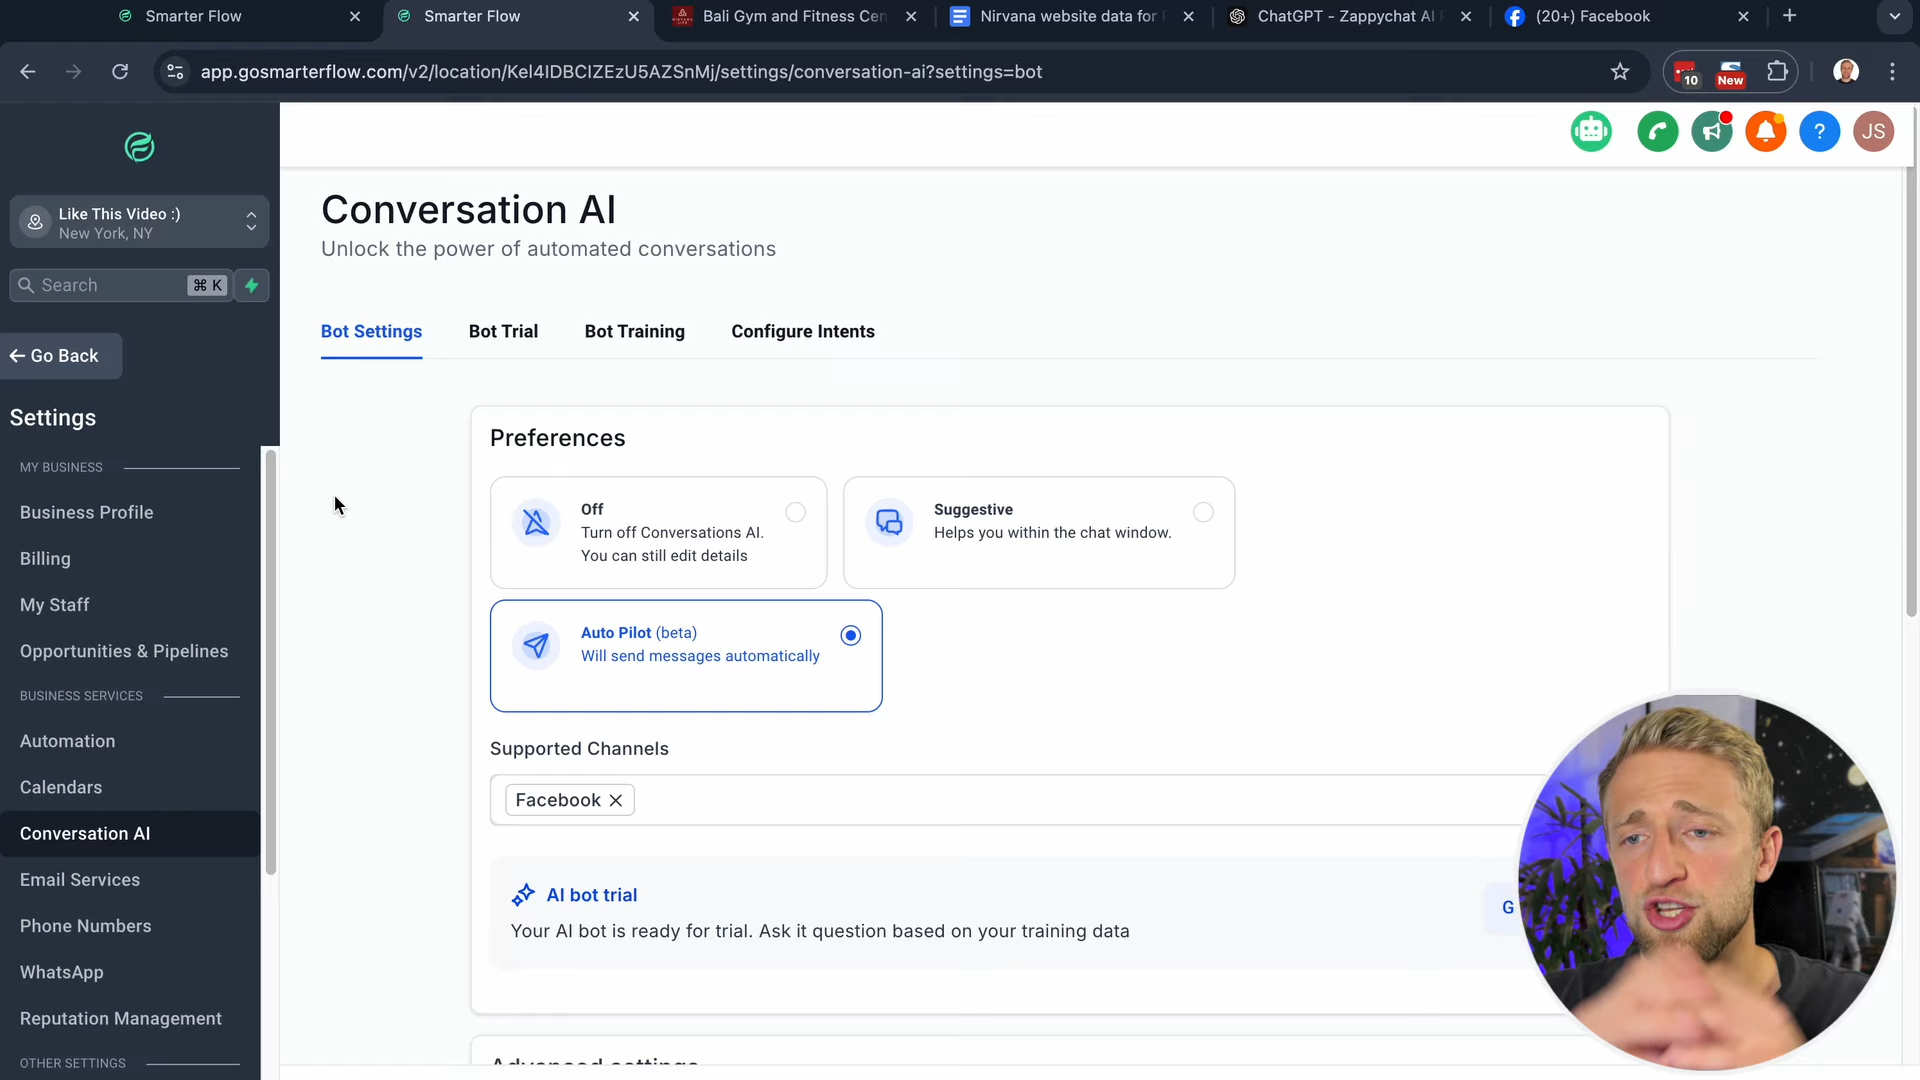 Smarter Flow
Smarter Flow
Bali Gym and Fitness Cen
Nirvana website data for
ChatGPT - Zappychat AI
(20+) Facebook
app.gosmarterflow.com/v2/location/Kel4IDBCIZEzU5AZSnMj/settings/conversation-ai?settings=bot
10
New
Like This Video :)
New York, NY
Search
⌘ K
Go Back
Settings
MY BUSINESS
Business Profile
Billing
My Staff
Opportunities & Pipelines
BUSINESS SERVICES
Automation
Calendars
Conversation AI
Email Services
Phone Numbers
WhatsApp
Reputation Management
OTHER SETTINGS
?
JS
Conversation AI
Unlock the power of automated conversations
Bot Settings
Bot Trial
Bot Training
Configure Intents
Preferences
Off
Turn off Conversations AI.
You can still edit details
Suggestive
Helps you within the chat window.
Auto Pilot (beta)
Will send messages automatically
Supported Channels
Facebook
AI bot trial
Your AI bot is ready for trial. Ask it question based on your training data
G
Advanced settings